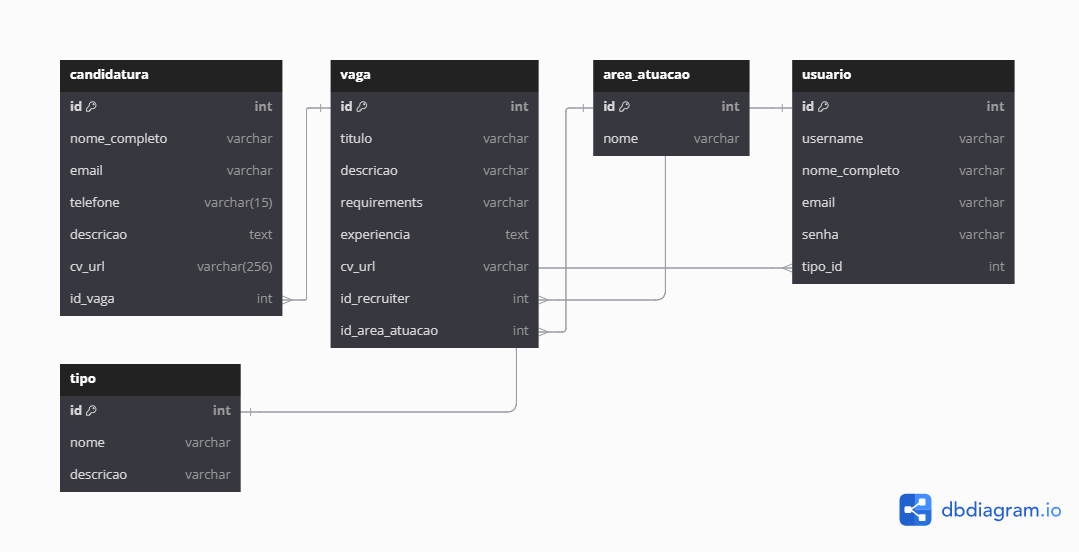 candidatura
id int
nome_completo varchar
email varchar
telefone varchar(15)
descricao text
cv_url varchar(256)
id_vaga int
vaga
id int
titulo varchar
descricao varchar
requirements varchar
experiencia text
cv_url varchar
id_recruiter int
id_area_atuacao int
area_atuacao
id int
nome varchar
usuario
id int
username varchar
nome_completo varchar
email varchar
senha varchar
tipo_id int
tipo
id int
nome varchar
descricao varchar
dbdiagram.io